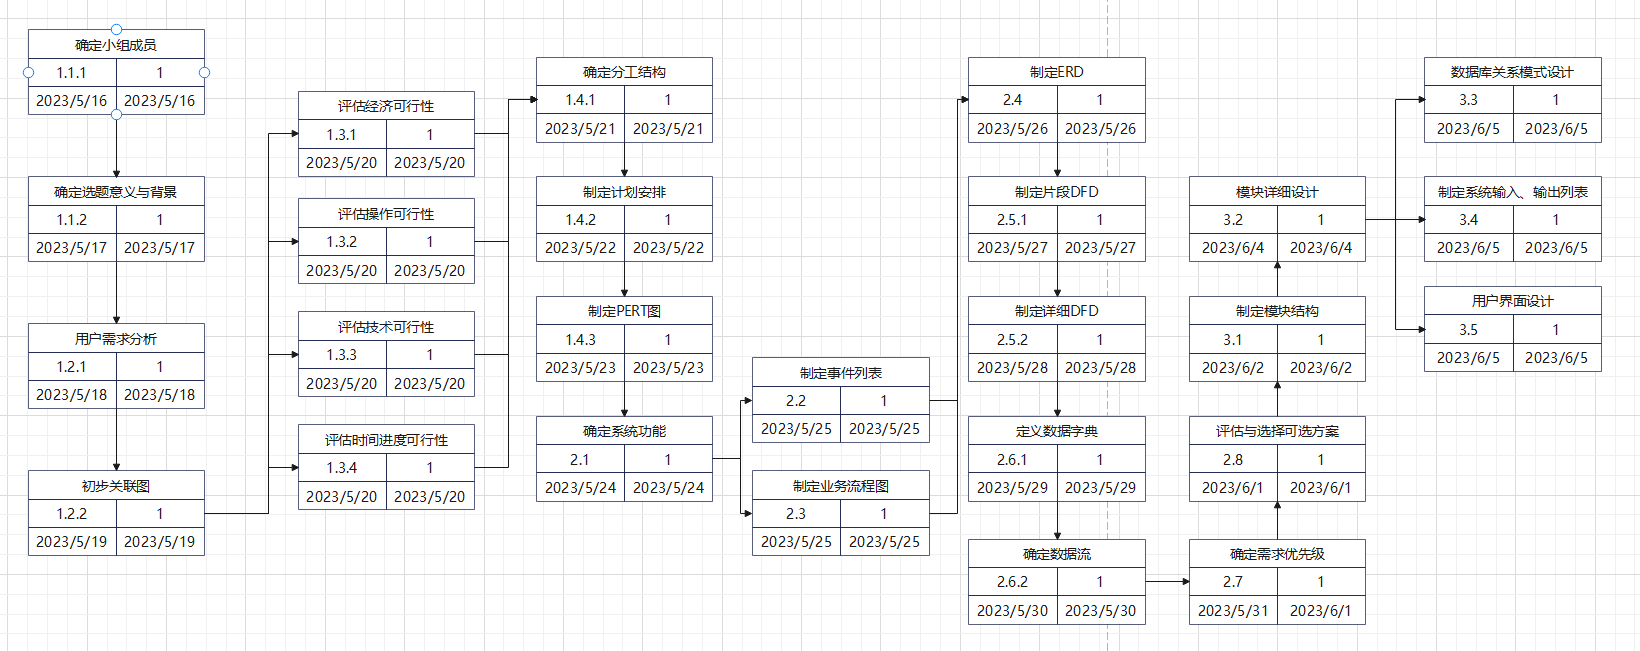 确定小组成员
1.1.1 1
2023/5/16 2023/5/16
确定选题意义与背景
1.1.2 1
2023/5/17 2023/5/17
用户需求分析
1.2.1 1
2023/5/18 2023/5/18
初步关联图
1.2.2 1
2023/5/19 2023/5/19
评估经济可行性
1.3.1 1
2023/5/20 2023/5/20
评估操作可行性
1.3.2 1
2023/5/20 2023/5/20
评估技术可行性
1.3.3 1
2023/5/20 2023/5/20
评估时间进度可行性
1.3.4 1
2023/5/20 2023/5/20
确定分工结构
1.4.1 1
2023/5/21 2023/5/21
制定计划安排
1.4.2 1
2023/5/22 2023/5/22
制定PERT图
1.4.3 1
2023/5/23 2023/5/23
确定系统功能
2.1 1
2023/5/24 2023/5/24
制定事件列表
2.2 1
2023/5/25 2023/5/25
制定业务流程图
2.3 1
2023/5/25 2023/5/25
制定ERD
2.4 1
2023/5/26 2023/5/26
制定片段DFD
2.5.1 1
2023/5/27 2023/5/27
制定详细DFD
2.5.2 1
2023/5/28 2023/5/28
定义数据字典
2.6.1 1
2023/5/29 2023/5/29
确定数据流
2.6.2 1
2023/5/30 2023/5/30
模块详细设计
3.2 1
2023/6/4 2023/6/4
制定模块结构
3.1 1
2023/6/2 2023/6/2
评估与选择可选方案
2.8 1
2023/6/1 2023/6/1
确定需求优先级
2.7 1
2023/5/31 2023/6/1
数据库关系模式设计
3.3 1
2023/6/5 2023/6/5
制定系统输入、输出列表
3.4 1
2023/6/5 2023/6/5
用户界面设计
3.5 1
2023/6/5 2023/6/5